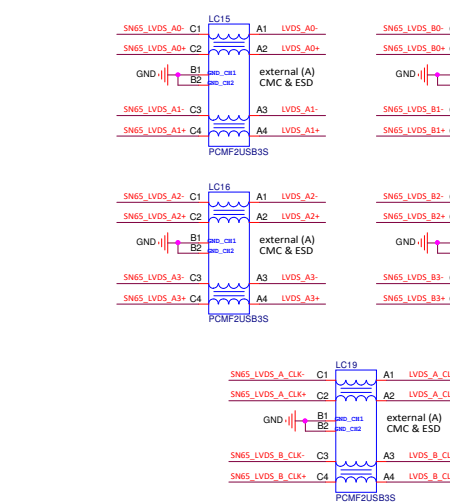 LC15
SN65_LVDS_A0- C1 A1 LVDS_A0-
SN65_LVDS_A0+ C2 A2 LVDS_A0+
GND B1 GND_CH1 external (A)
B2 GND_CH2 CMC & ESD
SN65_LVDS_A1- C3 A3 LVDS_A1-
SN65_LVDS_A1+ C4 A4 LVDS_A1+
PCMF2USB3S
SN65_LVDS_B0-
SN65_LVDS_B0+
GND
SN65_LVDS_B1-
SN65_LVDS_B1+
LC16
SN65_LVDS_A2- C1 A1 LVDS_A2-
SN65_LVDS_A2+ C2 A2 LVDS_A2+
GND B1 GND_CH1 external (A)
B2 GND_CH2 CMC & ESD
SN65_LVDS_A3- C3 A3 LVDS_A3-
SN65_LVDS_A3+ C4 A4 LVDS_A3+
PCMF2USB3S
SN65_LVDS_B2-
SN65_LVDS_B2+
GND
SN65_LVDS_B3-
SN65_LVDS_B3+
LC19
SN65_LVDS_A_CLK- C1 A1 LVDS_A_CL
SN65_LVDS_A_CLK+ C2 A2 LVDS_A_CL
GND B1 GND_CH1 external (A)
B2 GND_CH2 CMC & ESD
SN65_LVDS_B_CLK- C3 A3 LVDS_B_CL
SN65_LVDS_B_CLK+ C4 A4 LVDS_B_CL
PCMF2USB3S